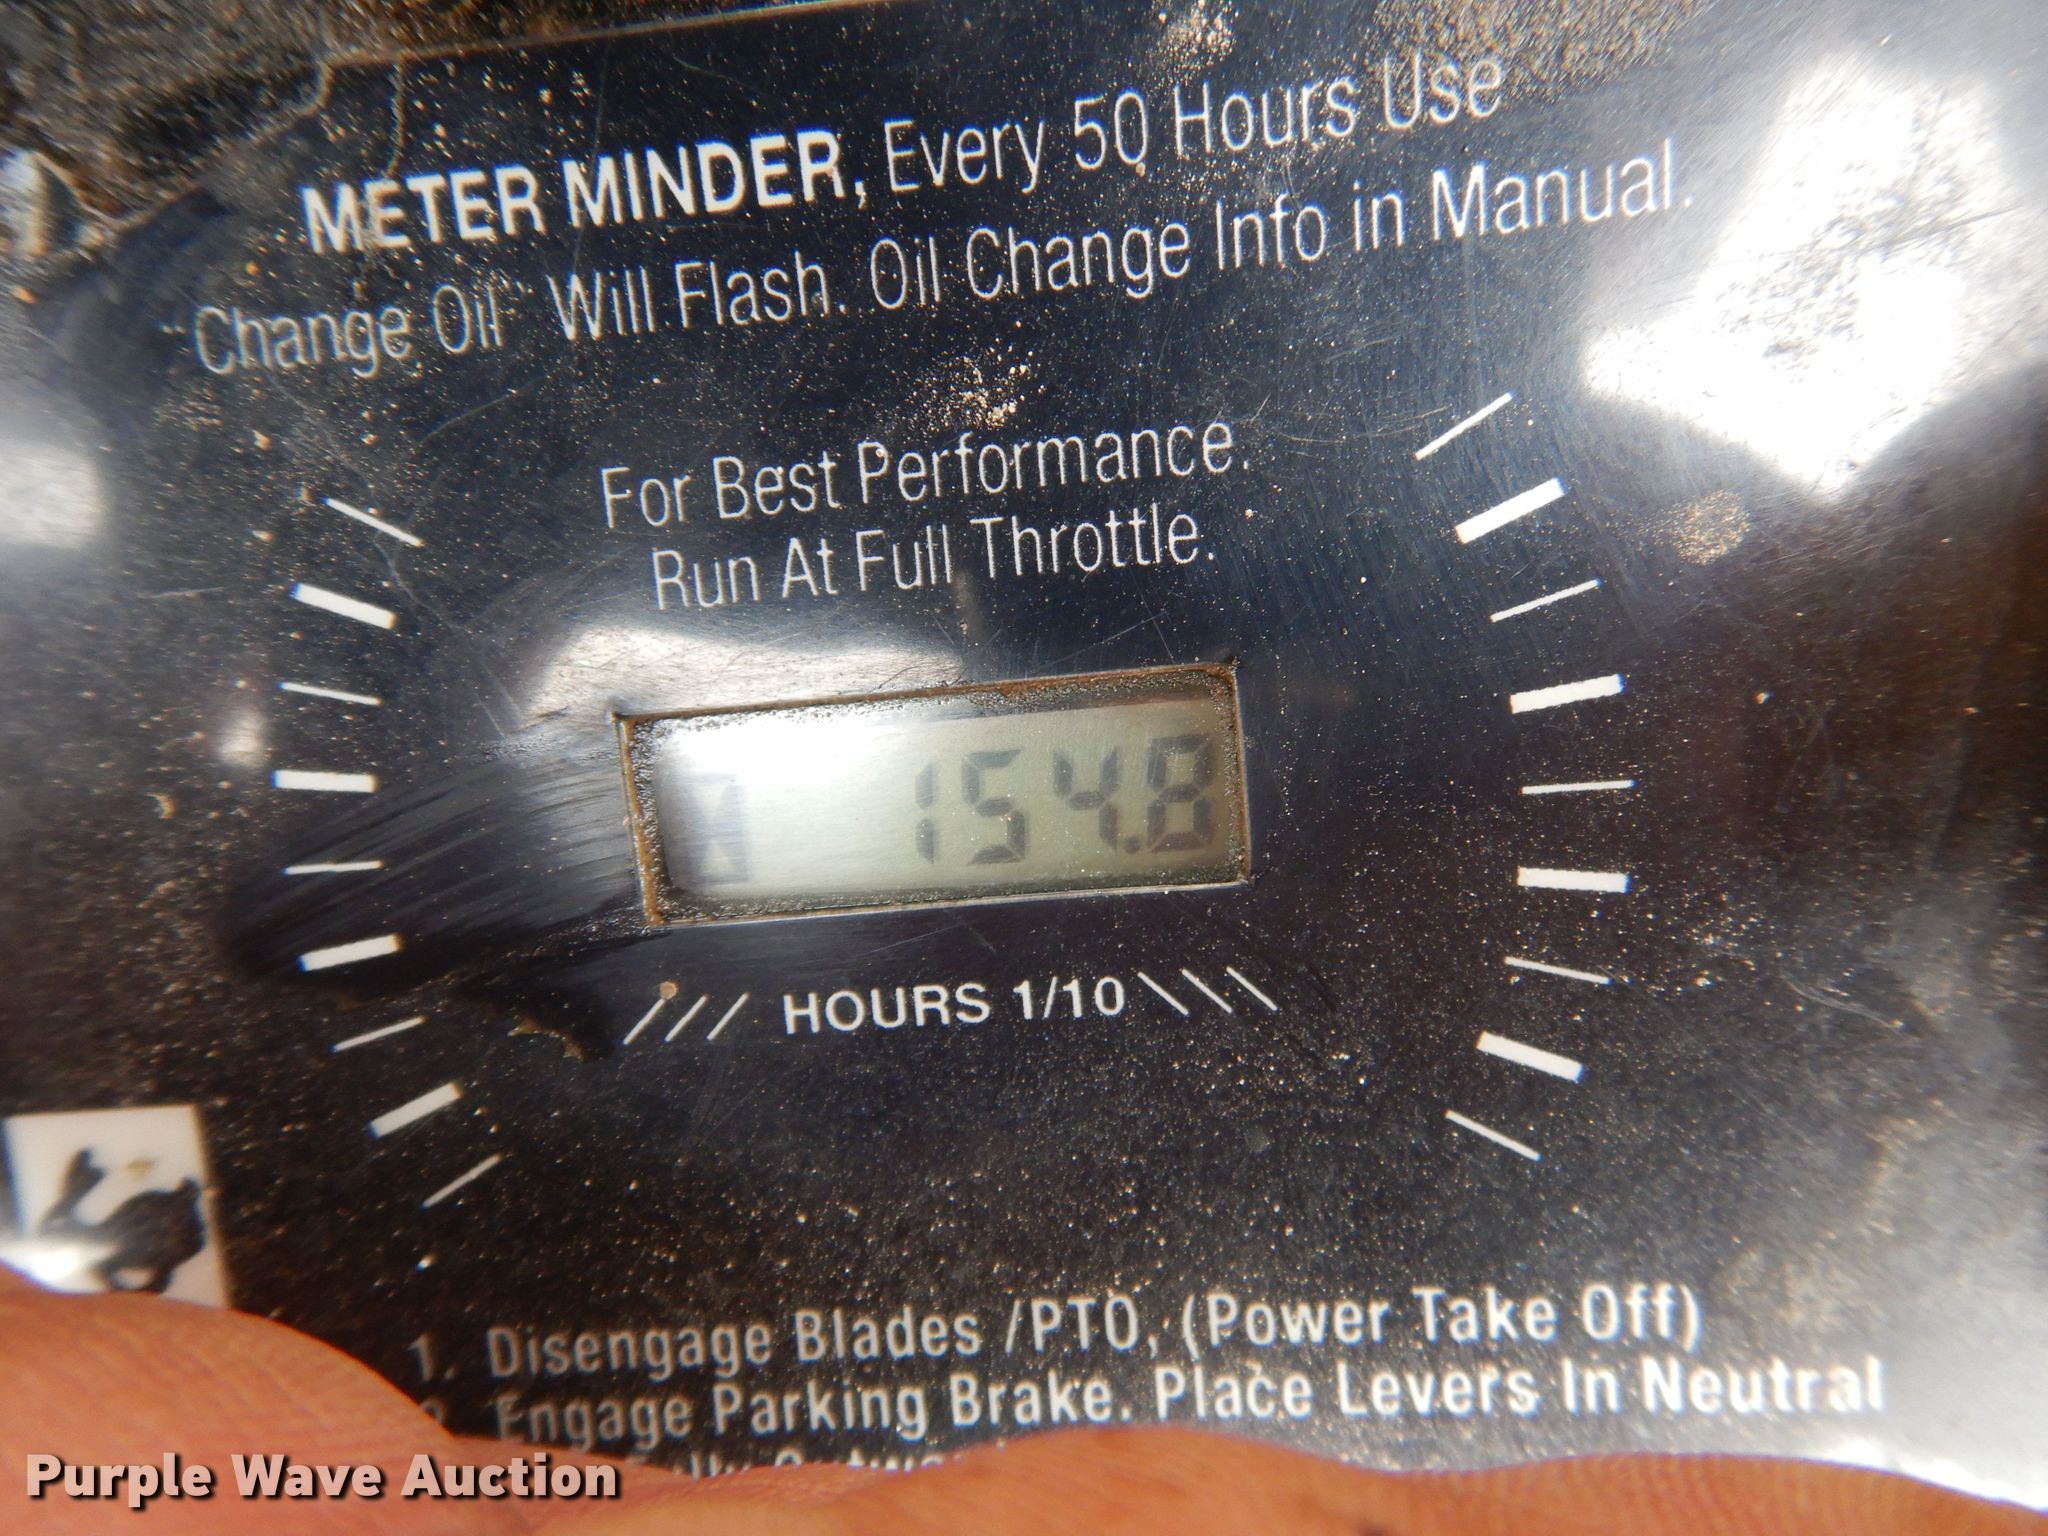 METER MINDER, Every 50 Hours Use
"Change Oil" Will Flash. Oil Change Info in Manual.
For Best Performance.
Run At Full Throttle.
154.8
HOURS 1/10
1. Disengage Blades /PTO, (Power Take Off)
Engage Parking Brake. Place Levers In Neutral
Purple Wave Auction